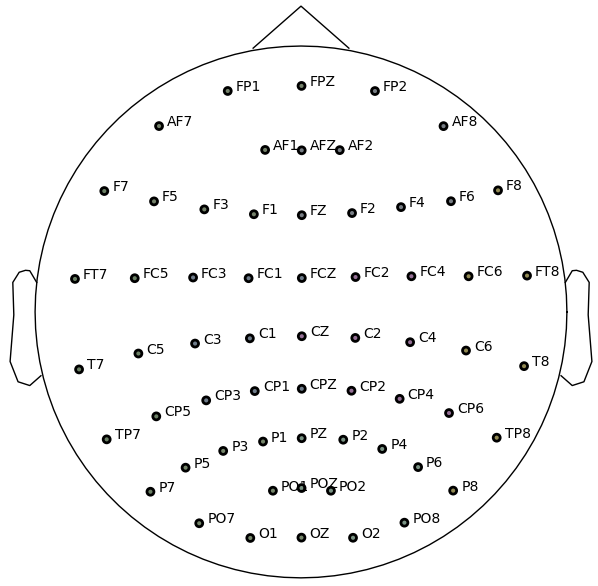 FP1 FPZ FP2
AF7 AF8
AF1 AFZ AF2
F7 F5 F3 F1 FZ F2 F4 F6 F8
FT7 FC5 FC3 FC1 FCZ FC2 FC4 FC6 FT8
T7 C5 C3 C1 CZ C2 C4 C6 T8
TP7 CP5 CP3 CP1 CPZ CP2 CP4 CP6 TP8
P7 P5 P3 P1 PZ P2 P4 P6 P8
PO7 PO1 POZ PO2 PO8
O1 OZ O2